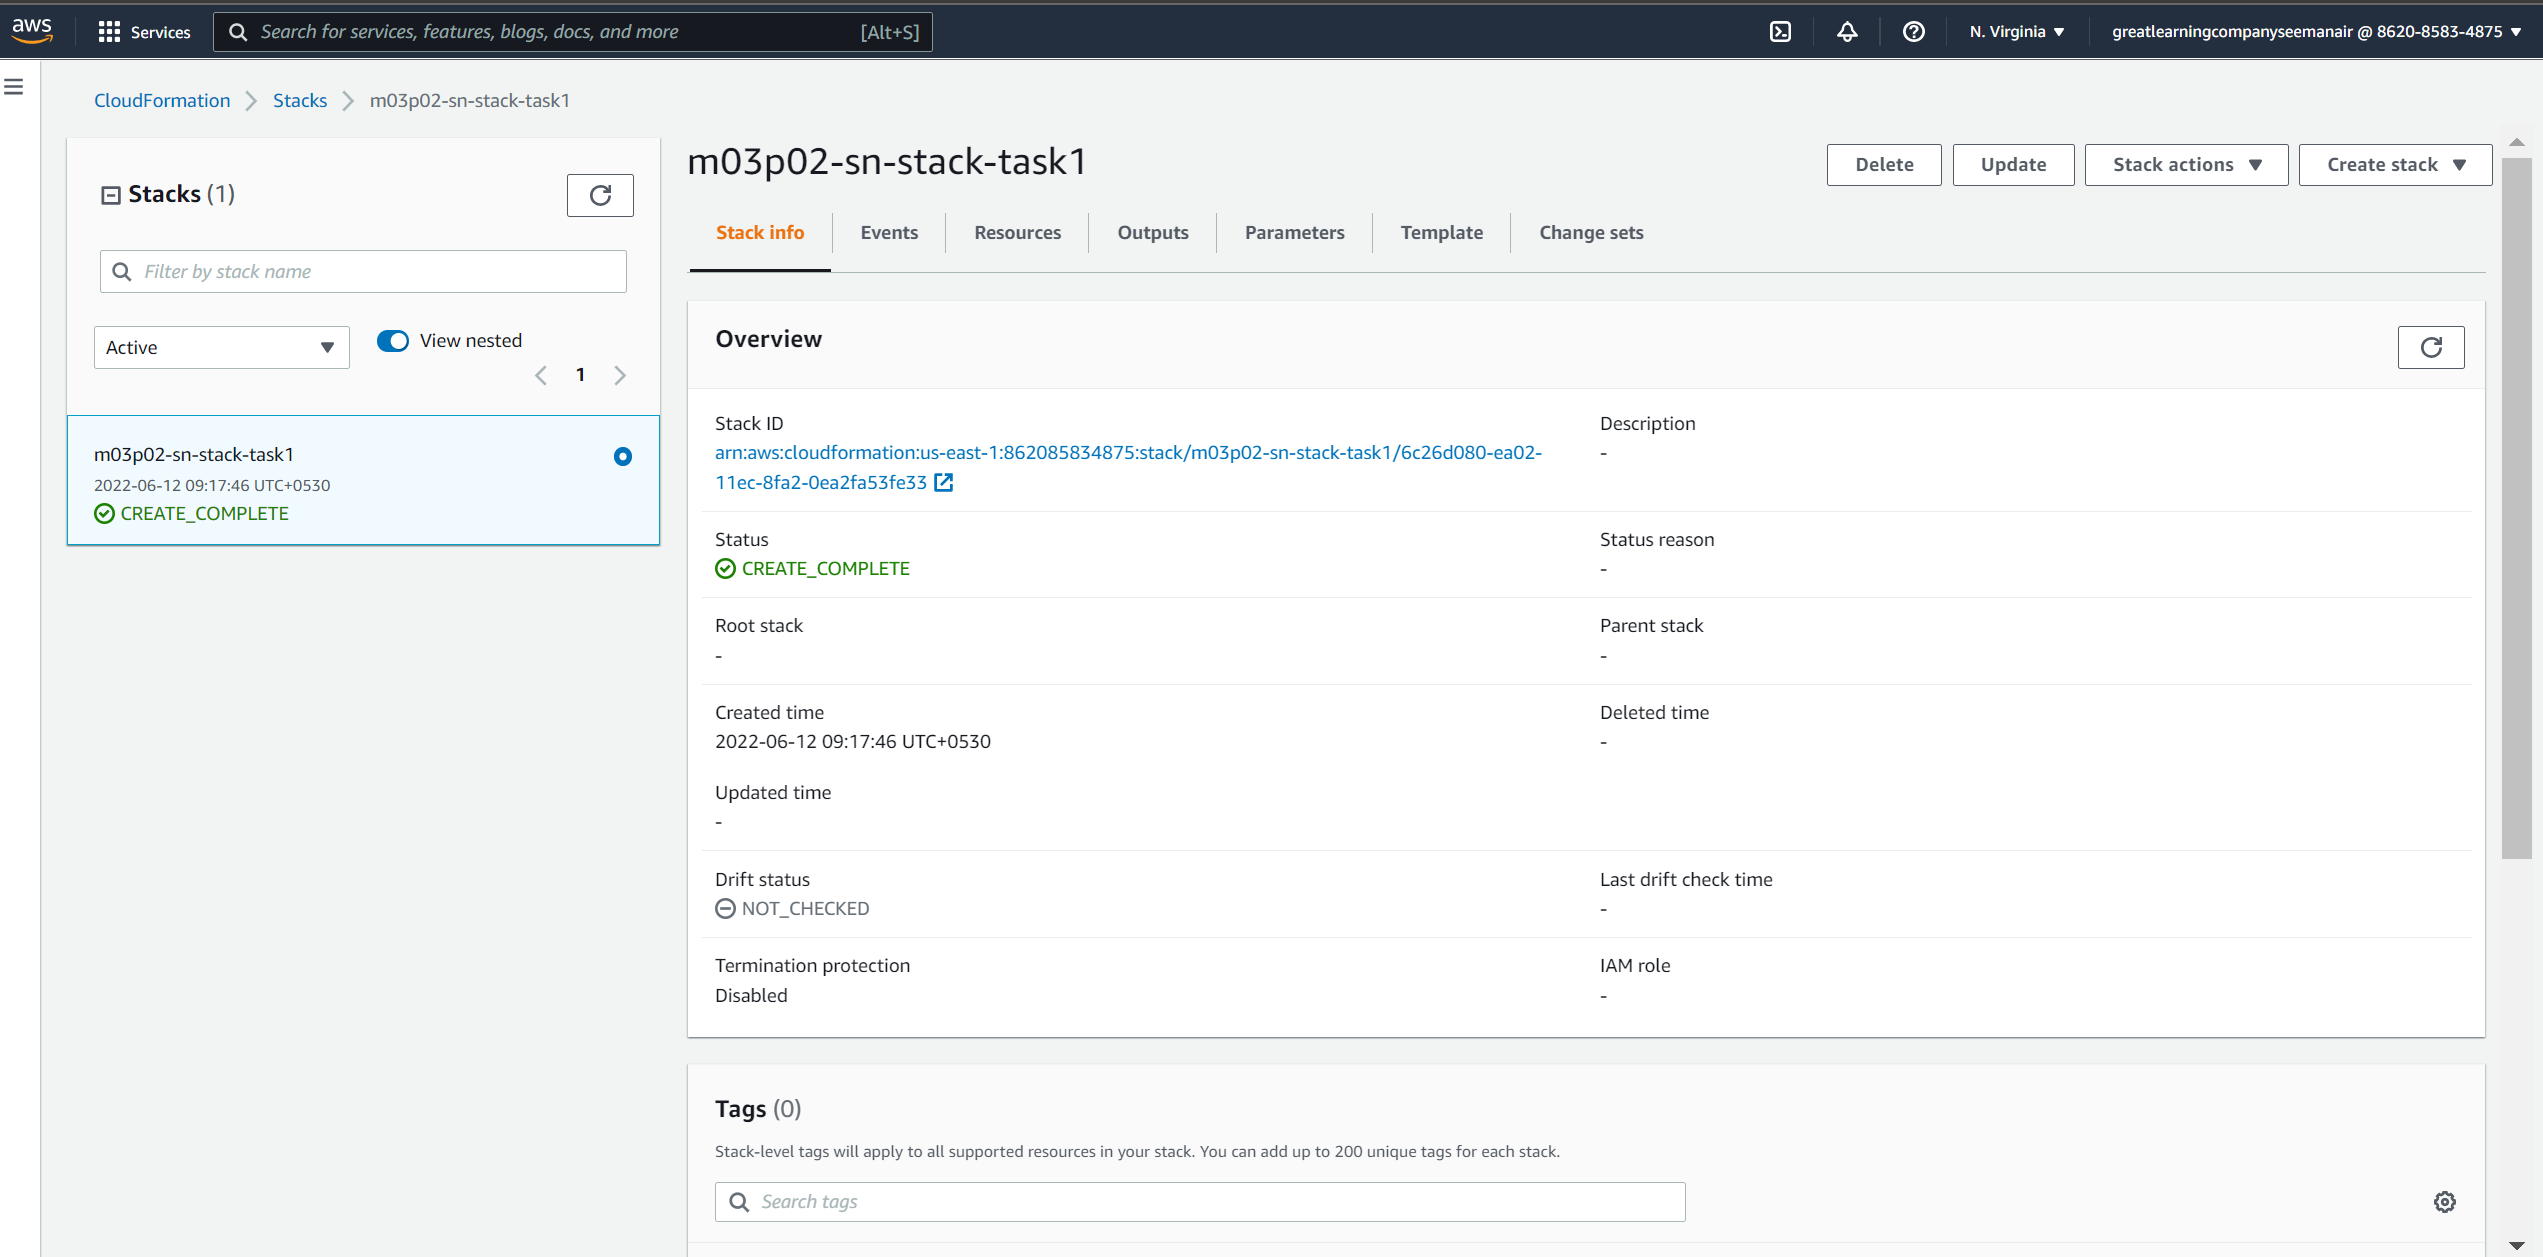 aws
Services
Search for services, features, blogs, docs, and more
[Alt+S]
N. Virginia
greatlearningcompanyseemanair @ 8620-8583-4875
CloudFormation
Stacks
m03p02-sn-stack-task1
Stacks (1)
Filter by stack name
Active
View nested
1
m03p02-sn-stack-task1
2022-06-12 09:17:46 UTC+0530
CREATE_COMPLETE
m03p02-sn-stack-task1
Delete
Update
Stack actions
Create stack
Stack info
Events
Resources
Outputs
Parameters
Template
Change sets
Overview
Stack ID
arn:aws:cloudformation:us-east-1:862085834875:stack/m03p02-sn-stack-task1/6c26d080-ea02-
11ec-8fa2-0ea2fa53fe33
Description
-
Status
CREATE_COMPLETE
Status reason
-
Root stack
-
Parent stack
-
Created time
2022-06-12 09:17:46 UTC+0530
Deleted time
-
Updated time
-
Drift status
NOT_CHECKED
Last drift check time
-
Termination protection
Disabled
IAM role
-
Tags (0)
Stack-level tags will apply to all supported resources in your stack. You can add up to 200 unique tags for each stack.
Search tags